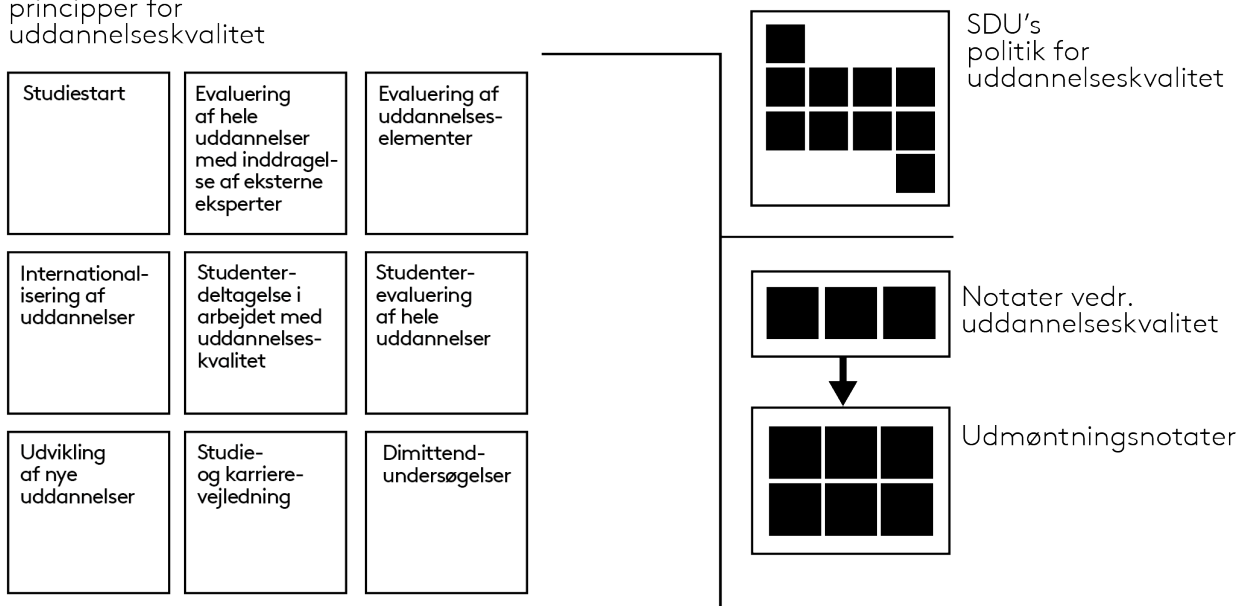 principper for
uddannelseskvalitet
Studiestart
Evaluering
af hele
uddannelser
med inddragel-
se af eksterne
eksperter
Evaluering af
uddannelses-
elementer
International-
isering af
uddannelser
Studenter-
deltagelse i
arbejdet med
uddannelses-
kvalitet
Studenter-
evaluering
af hele
uddannelser
Udvikling
af nye
uddannelser
Studie-
og karriere-
vejledning
Dimittend-
undersøgelser
SDU's
politik for
uddannelseskvalitet
Notater vedr.
uddannelseskvalitet
Udmøntningsnotater